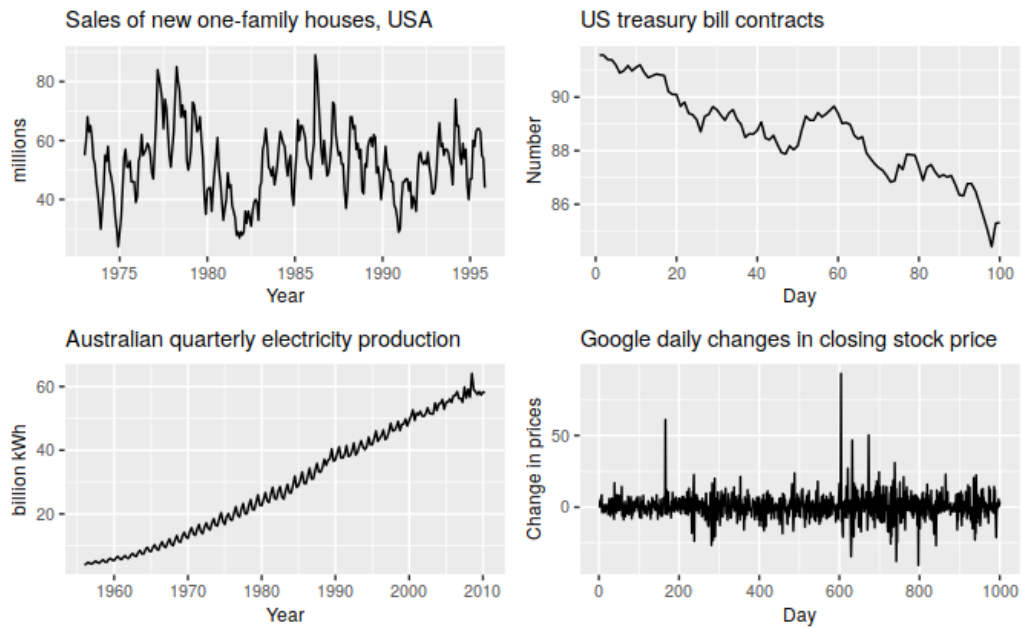 Sales of new one-family houses, USA
millions
80
60
40
1975 1980 1985 1990 1995
Year
US treasury bill contracts
Number
90
88
86
0 20 40 60 80 100
Day
Australian quarterly electricity production
billion kWh
60
40
20
1960 1970 1980 1990 2000 2010
Year
Google daily changes in closing stock price
Change in prices
50
0
0 200 400 600 800 1000
Day